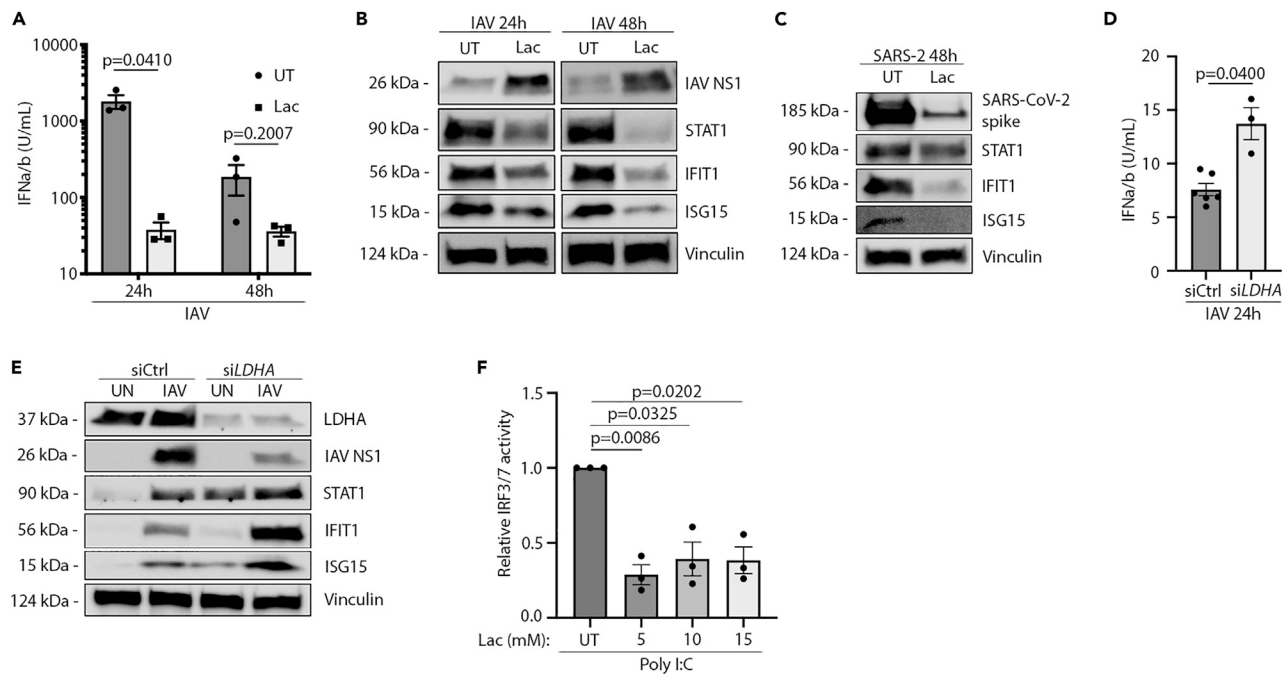 A
IFNa/b (U/mL)
10000
1000
100
10
p=0.0410
p=0.2007
UT
Lac
24h
48h
IAV
B
IAV 24h IAV 48h
UT Lac UT Lac
26 kDa - IAV NS1
90 kDa - STAT1
56 kDa - IFIT1
15 kDa - ISG15
124 kDa - Vinculin
C
SARS-2 48h
UT Lac
185 kDa - SARS-CoV-2
spike
90 kDa - STAT1
56 kDa - IFIT1
15 kDa - ISG15
124 kDa - Vinculin
D
IFNa/b (U/mL)
20
15
10
5
0
p=0.0400
siCtrl siLDHA
IAV 24h
E
siCtrl siLDHA
UN IAV UN IAV
37 kDa - LDHA
26 kDa - IAV NS1
90 kDa - STAT1
56 kDa - IFIT1
15 kDa - ISG15
124 kDa - Vinculin
F
Relative IRF3/7 activity
1.5
1.0
0.5
0.0
p=0.0202
p=0.0325
p=0.0086
Lac (mM): UT 5 10 15
Poly I:C